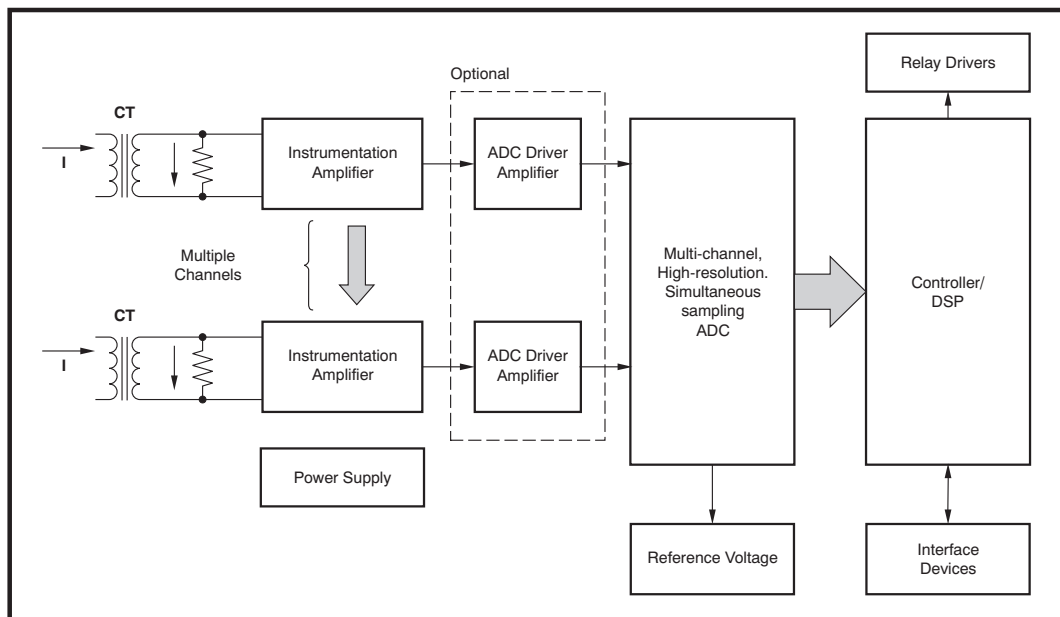 Relay Drivers
Optional
CT
I
Instrumentation
Amplifier
ADC Driver
Amplifier
Multiple
Channels
Multi-channel,
High-resolution.
Simultaneous
sampling
ADC
Controller/
DSP
CT
I
Instrumentation
Amplifier
ADC Driver
Amplifier
Power Supply
Reference Voltage
Interface
Devices